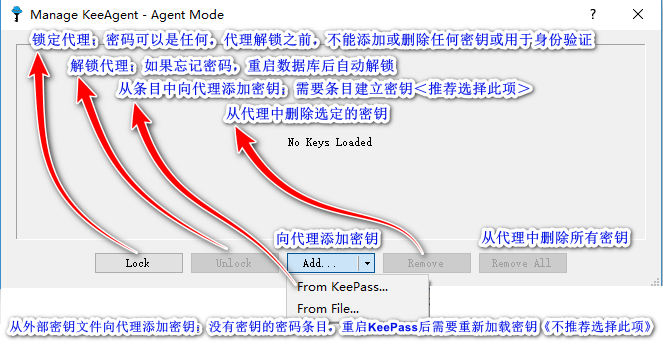 Manage KeeAgent - Agent Mode
锁定代理；密码可以是任何，代理解锁之前，不能添加或删除任何密钥或用于身份验证
解锁代理；如果忘记密码，重启数据库后自动解锁
从条目中向代理添加密钥；需要条目建立密钥＜推荐选择此项＞
从代理中删除选定的密钥
No Keys Loaded
向代理添加密钥
从代理中删除所有密钥
Lock Unlock Add... Remove Remove All
From KeePass...
From File...
从外部密钥文件向代理添加密钥；没有密钥的密码条目，重启KeePass后需要重新加载密钥《不推荐选择此项》